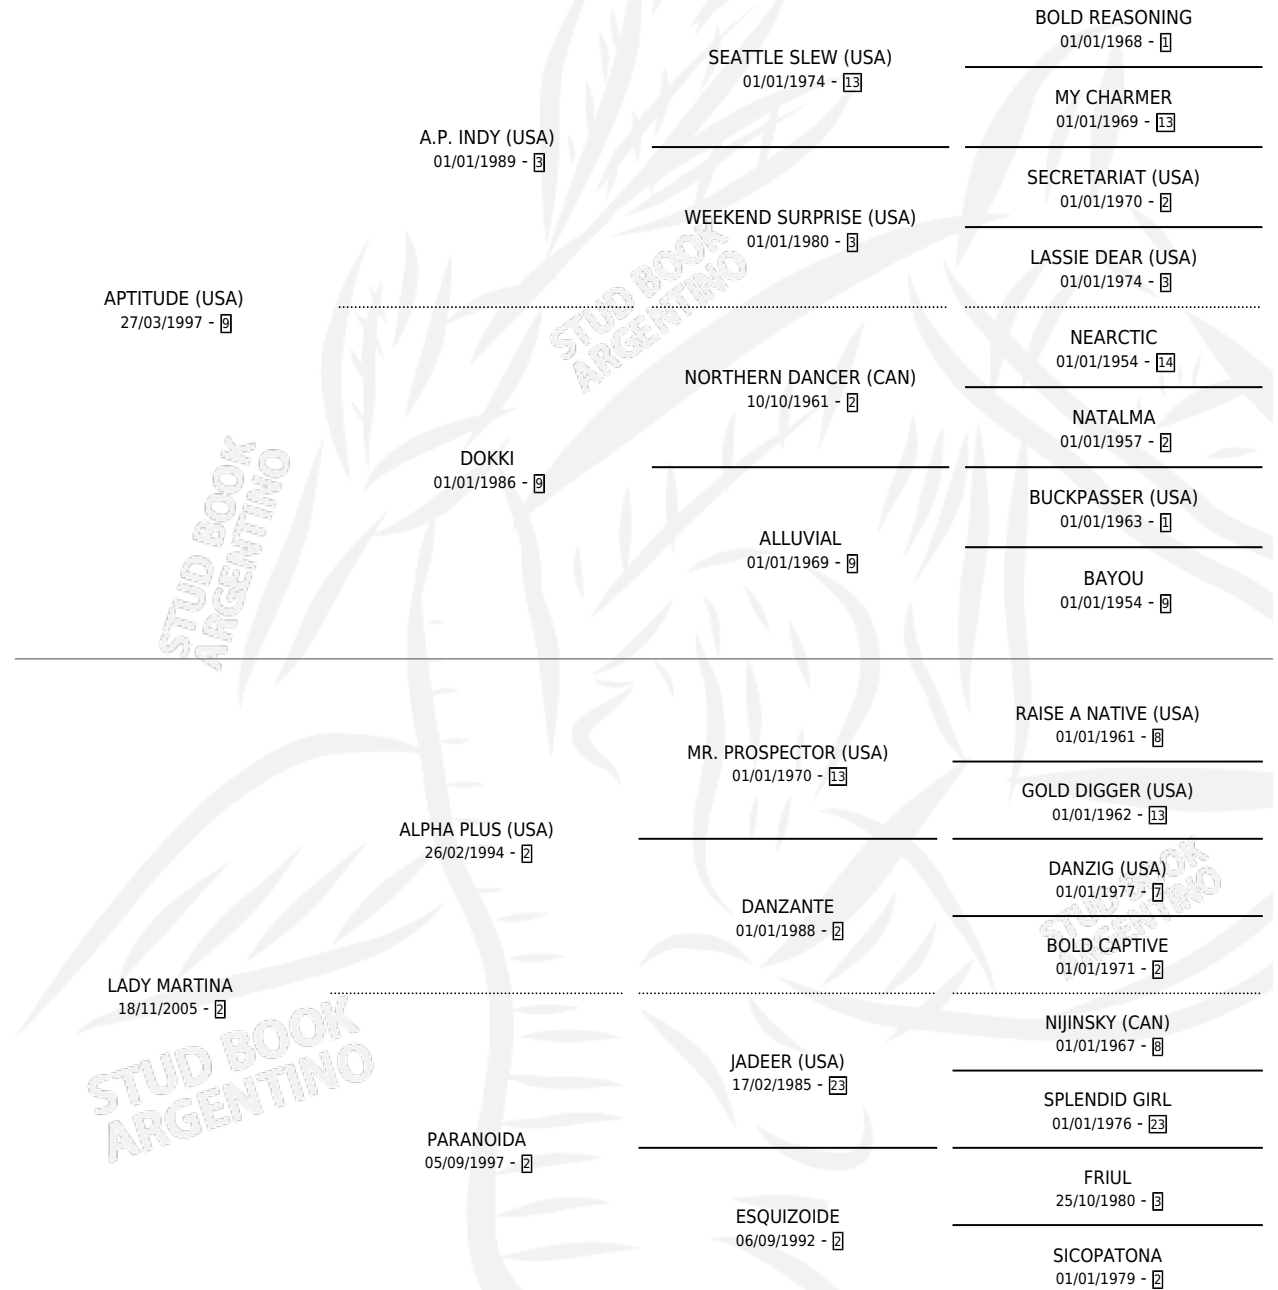 BOLD REASONING
01/01/1968 - 1
SEATTLE SLEW (USA)
01/01/1974 - 13
MY CHARMER
01/01/1969 - 13
A.P. INDY (USA)
01/01/1989 - 3
SECRETARIAT (USA)
01/01/1970 - 2
WEEKEND SURPRISE (USA)
01/01/1980 - 3
LASSIE DEAR (USA)
01/01/1974 - 3
APTITUDE (USA)
27/03/1997 - 9
STUD BOOK
ARGENTINO
NEARCTIC
01/01/1954 - 14
NORTHERN DANCER (CAN)
10/10/1961 - 2
NATALMA
01/01/1957 - 2
DOKKI
01/01/1986 - 9
BUCKPASSER (USA)
01/01/1963 - 1
ALLUVIAL
01/01/1969 - 9
BAYOU
01/01/1954 - 9
STUD BOOK
ARGENTINO
RAISE A NATIVE (USA)
01/01/1961 - 8
MR. PROSPECTOR (USA)
01/01/1970 - 13
GOLD DIGGER (USA)
01/01/1962 - 13
ALPHA PLUS (USA)
26/02/1994 - 2
DANZIG (USA)
01/01/1977 - 7
STUD BOOK
ARGENTINO
DANZANTE
01/01/1988 - 2
BOLD CAPTIVE
01/01/1971 - 2
LADY MARTINA
18/11/2005 - 2
STUD BOOK
ARGENTINO
NIJINSKY (CAN)
01/01/1967 - 8
JADEER (USA)
17/02/1985 - 23
SPLENDID GIRL
01/01/1976 - 23
PARANOIDA
05/09/1997 - 2
FRIUL
25/10/1980 - 3
ESQUIZOIDE
06/09/1992 - 2
SICOPATONA
01/01/1979 - 2